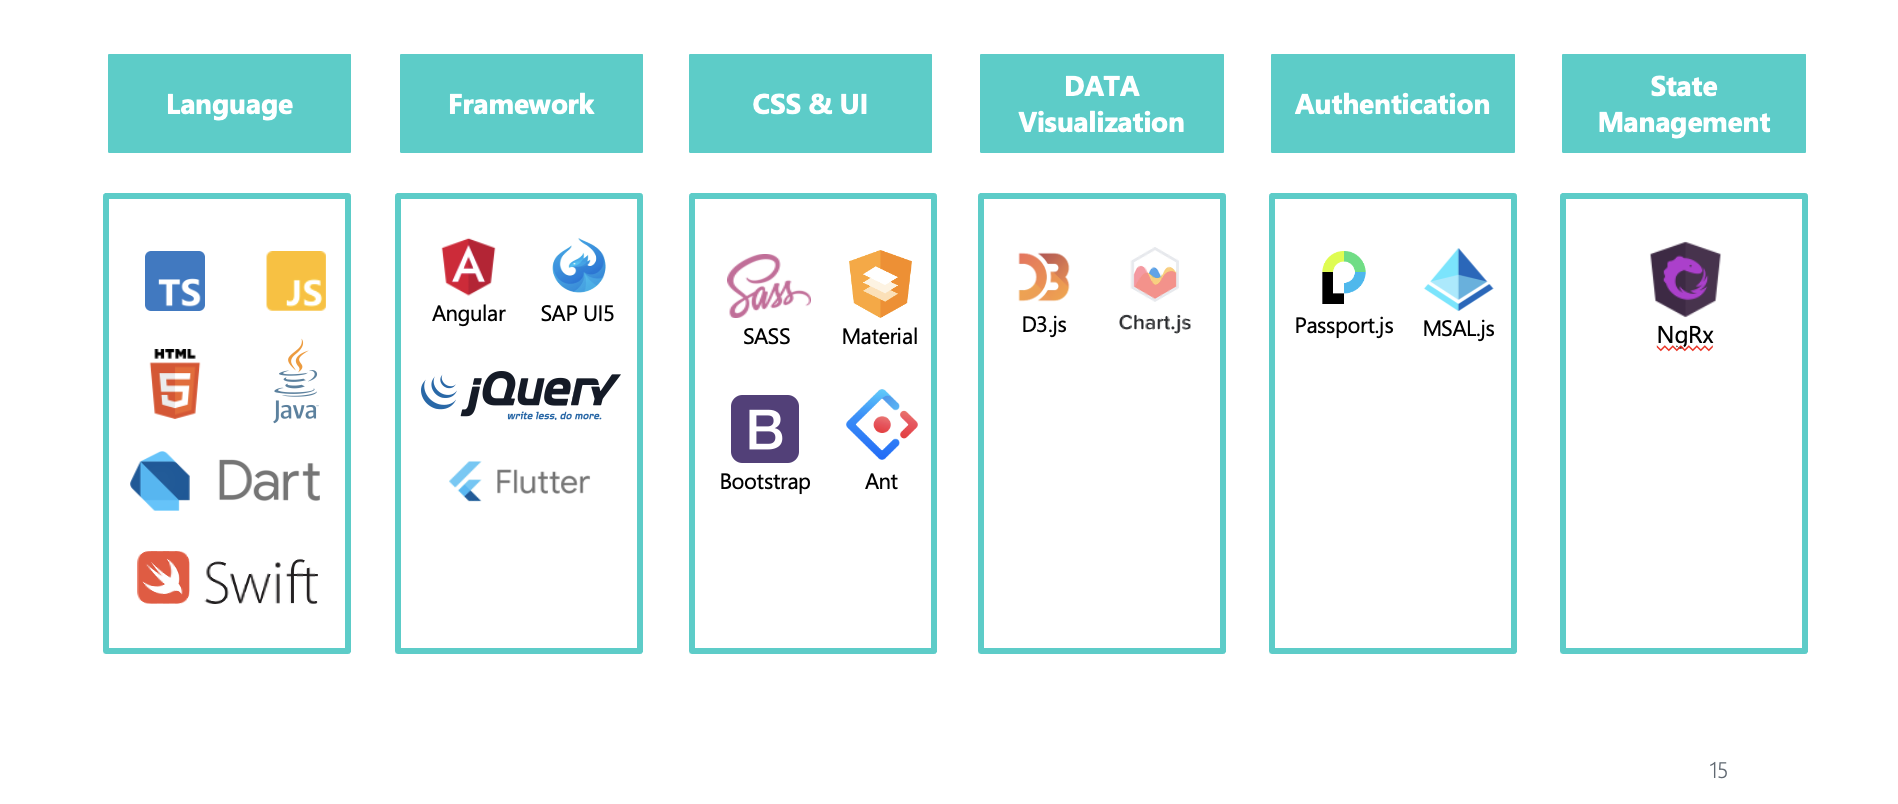 Language
Framework
CSS & UI
DATA
Visualization
Authentication
State
Management
TS
JS
HTML
5
Java
Dart
Swift
A
Angular
SAP UI5
jQuery
write less, do more.
Flutter
Sass
SASS
Material
B
Bootstrap
Ant
D3
D3.js
Chart.js
Passport.js
MSAL.js
NgRx
15